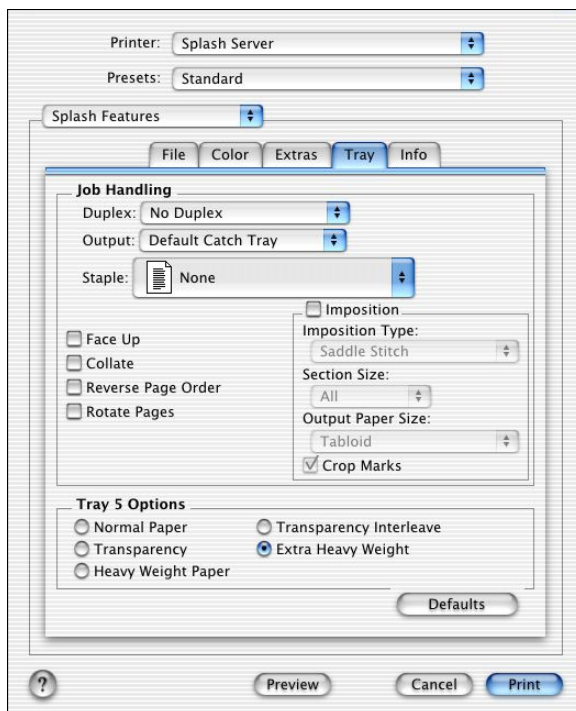 Printer: Splash Server
Presets: Standard
Splash Features
File Color Extras Tray Info
Job Handling
Duplex: No Duplex
Output: Default Catch Tray
Staple: None
Face Up
Collate
Reverse Page Order
Rotate Pages
Imposition
Imposition Type:
Saddle Stitch
Section Size:
All
Output Paper Size:
Tabloid
Crop Marks
Tray 5 Options
Normal Paper
Transparency
Heavy Weight Paper
Transparency Interleave
Extra Heavy Weight
Defaults
? Preview Cancel Print